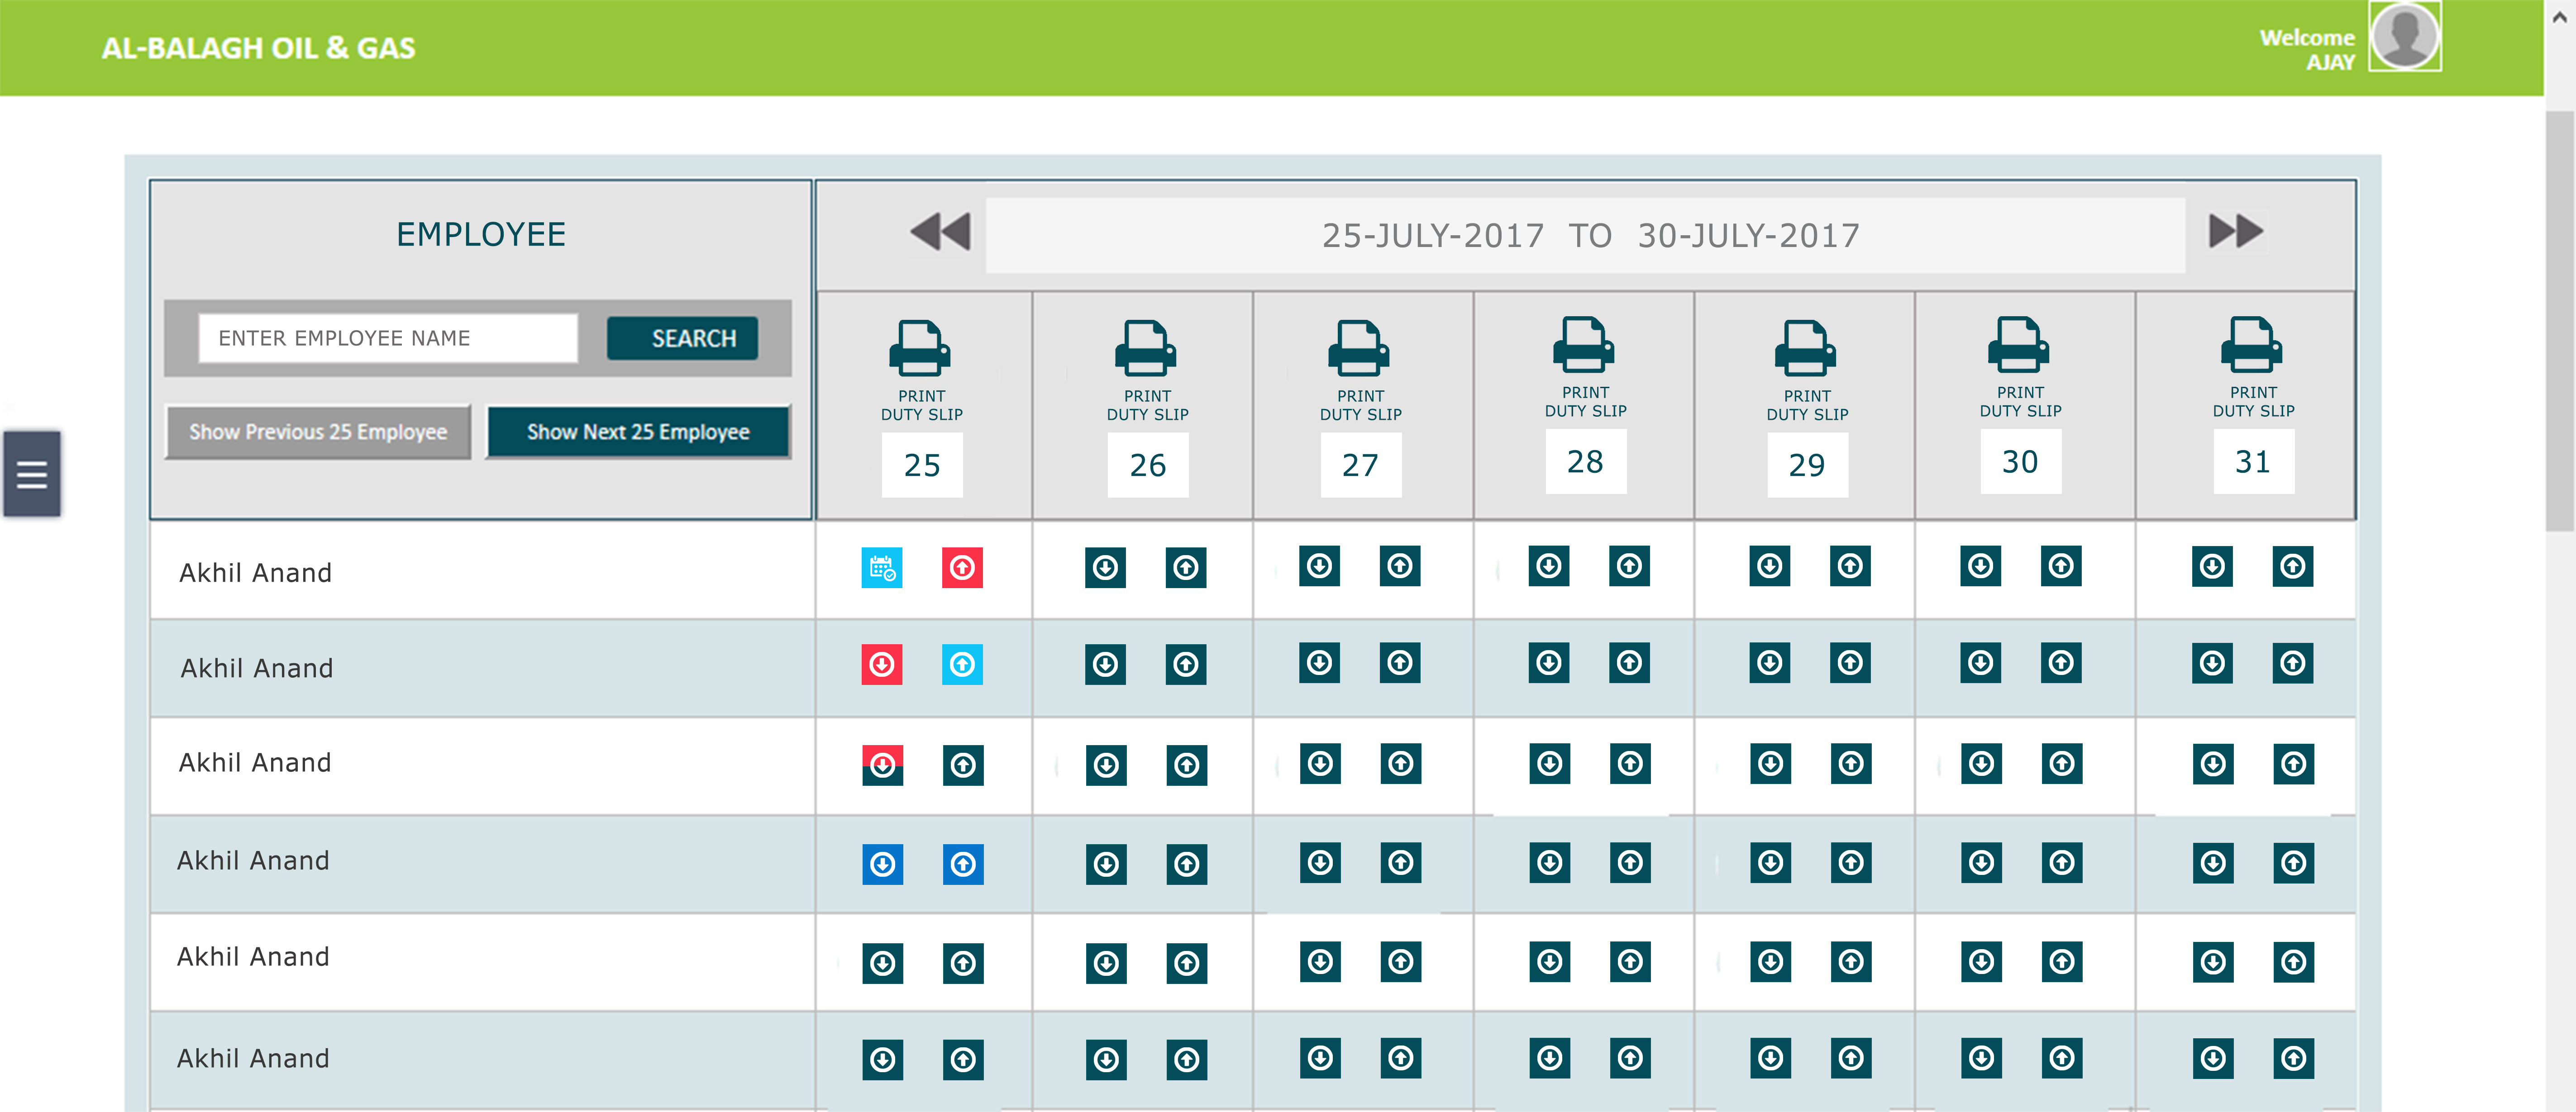 AL-BALAGH OIL & GAS
Welcome
AJAY
EMPLOYEE
25-JULY-2017 TO 30-JULY-2017
ENTER EMPLOYEE NAME
SEARCH
Show Previous 25 Employee
Show Next 25 Employee
PRINT
DUTY SLIP
25
PRINT
DUTY SLIP
26
PRINT
DUTY SLIP
27
PRINT
DUTY SLIP
28
PRINT
DUTY SLIP
29
PRINT
DUTY SLIP
30
PRINT
DUTY SLIP
31
Akhil Anand
Akhil Anand
Akhil Anand
Akhil Anand
Akhil Anand
Akhil Anand